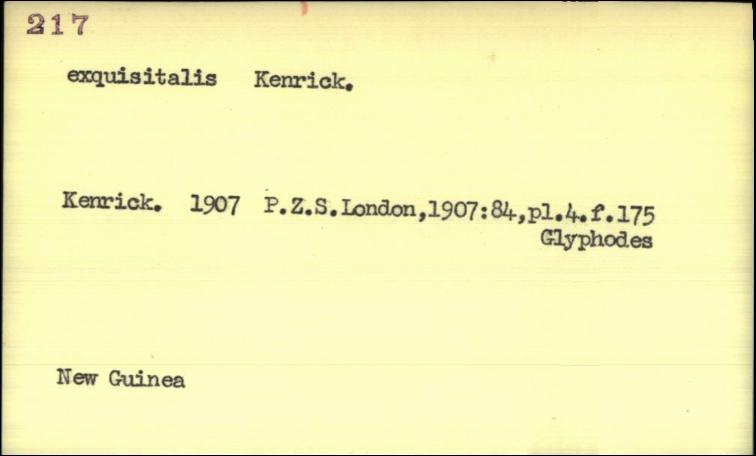 217
exquisitalis Kenrick.
Kenrick. 1907 P.Z.S.London,1907:84,pl.4.f.175
Glyphodes
New Guinea